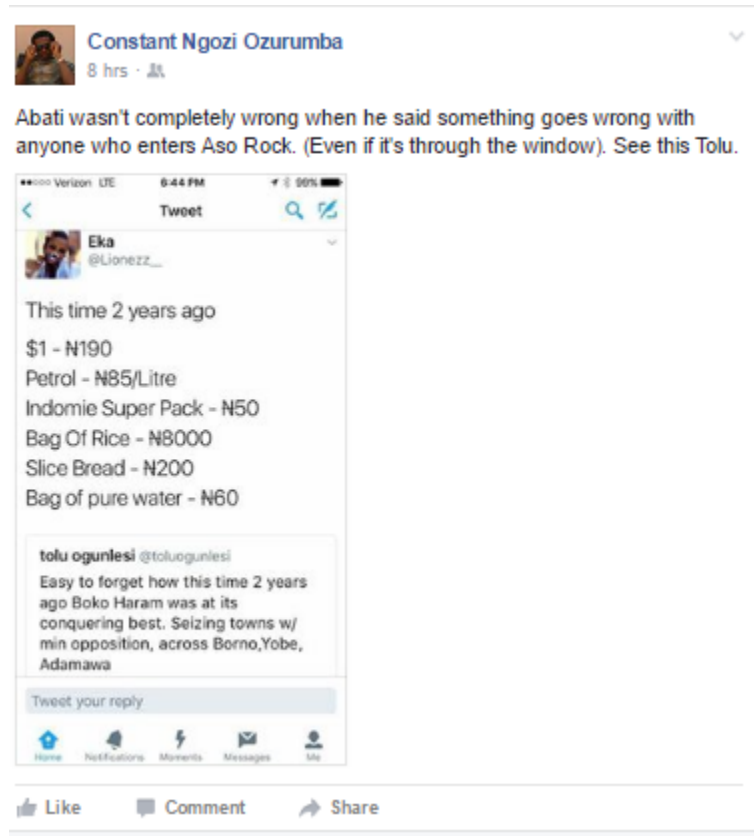 Constant Ngozi Ozurumba
8 hrs ·
Abati wasn't completely wrong when he said something goes wrong with
anyone who enters Aso Rock. (Even if it's through the window). See this Tolu.
Verizon LTE 6:44 PM 99%
Tweet
Eka
@Lionezz__
This time 2 years ago
$1 - ₦190
Petrol - ₦85/Litre
Indomie Super Pack - ₦50
Bag Of Rice - ₦8000
Slice Bread - ₦200
Bag of pure water - ₦60
tolu ogunlesi @toluogunlesi
Easy to forget how this time 2 years
ago Boko Haram was at its
conquering best. Seizing towns w/
min opposition, across Borno,Yobe,
Adamawa
Tweet your reply
Home Notifications Moments Messages Me
Like Comment Share